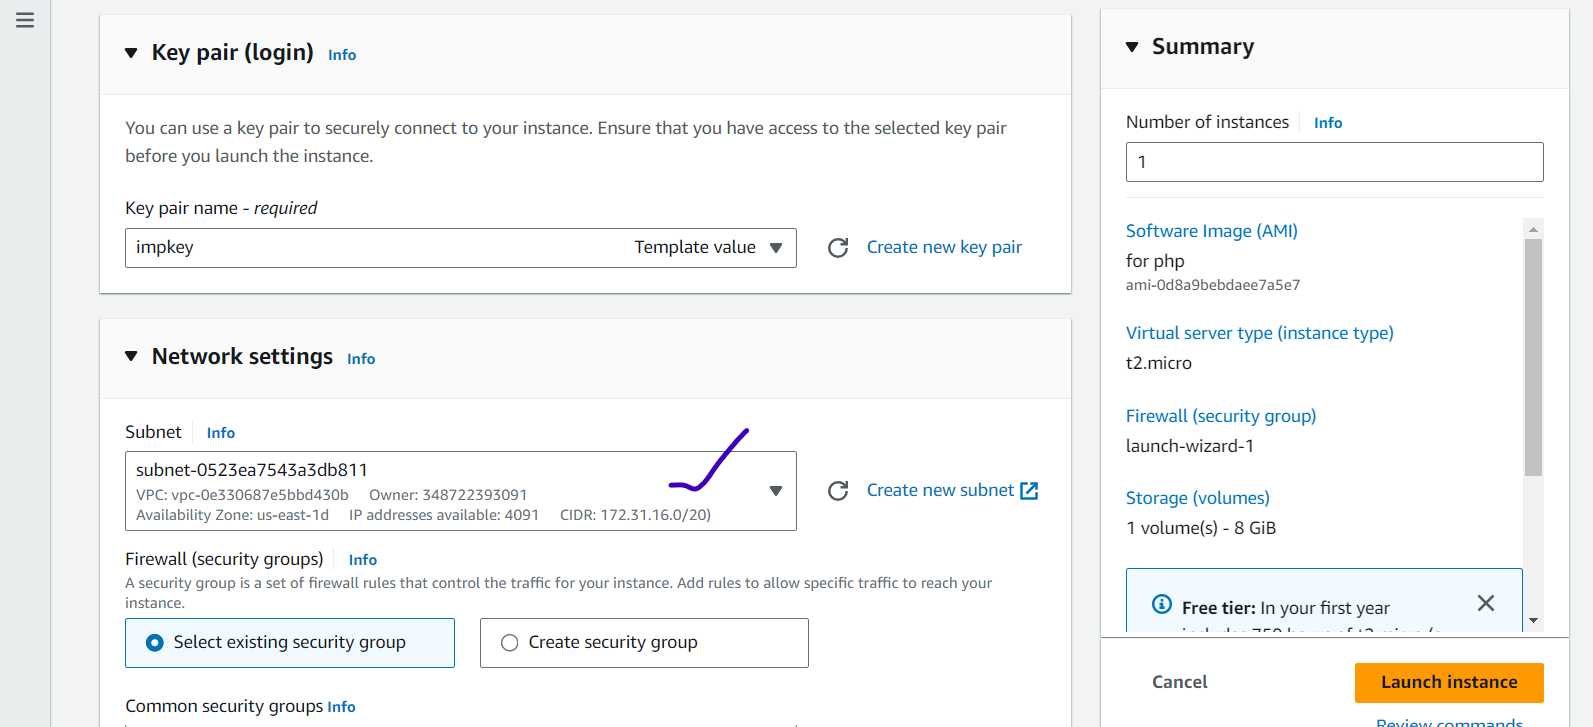 Key pair (login) Info
You can use a key pair to securely connect to your instance. Ensure that you have access to the selected key pair
before you launch the instance.
Key pair name - required
impkey Template value
Create new key pair
Network settings Info
Subnet Info
subnet-0523ea7543a3db811
VPC: vpc-0e330687e5bbd430b Owner: 348722393091
Availability Zone: us-east-1d IP addresses available: 4091 CIDR: 172.31.16.0/20)
Create new subnet
Firewall (security groups) Info
A security group is a set of firewall rules that control the traffic for your instance. Add rules to allow specific traffic to reach your
instance.
Select existing security group
Create security group
Common security groups Info
Summary
Number of instances Info
1
Software Image (AMI)
for php
ami-0d8a9bebdaee7a5e7
Virtual server type (instance type)
t2.micro
Firewall (security group)
launch-wizard-1
Storage (volumes)
1 volume(s) - 8 GiB
Free tier: In your first year
Cancel
Launch instance
Review commands